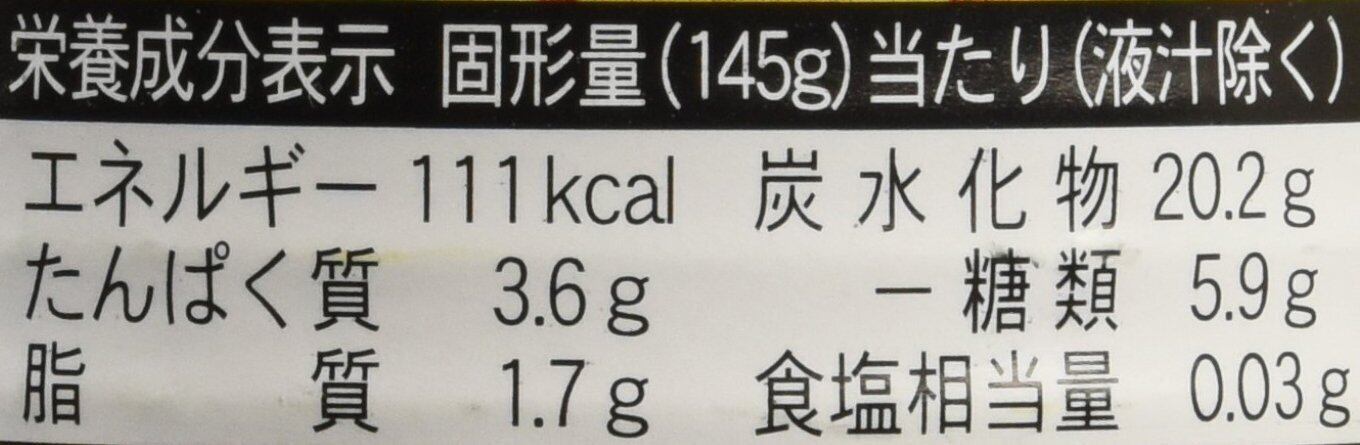 栄養成分表示 固形量(145g)当たり(液汁除く)
エネルギー 111kcal 炭水化物 20.2g
たんぱく質 3.6g －糖類 5.9g
脂質 1.7g 食塩相当量 0.03g